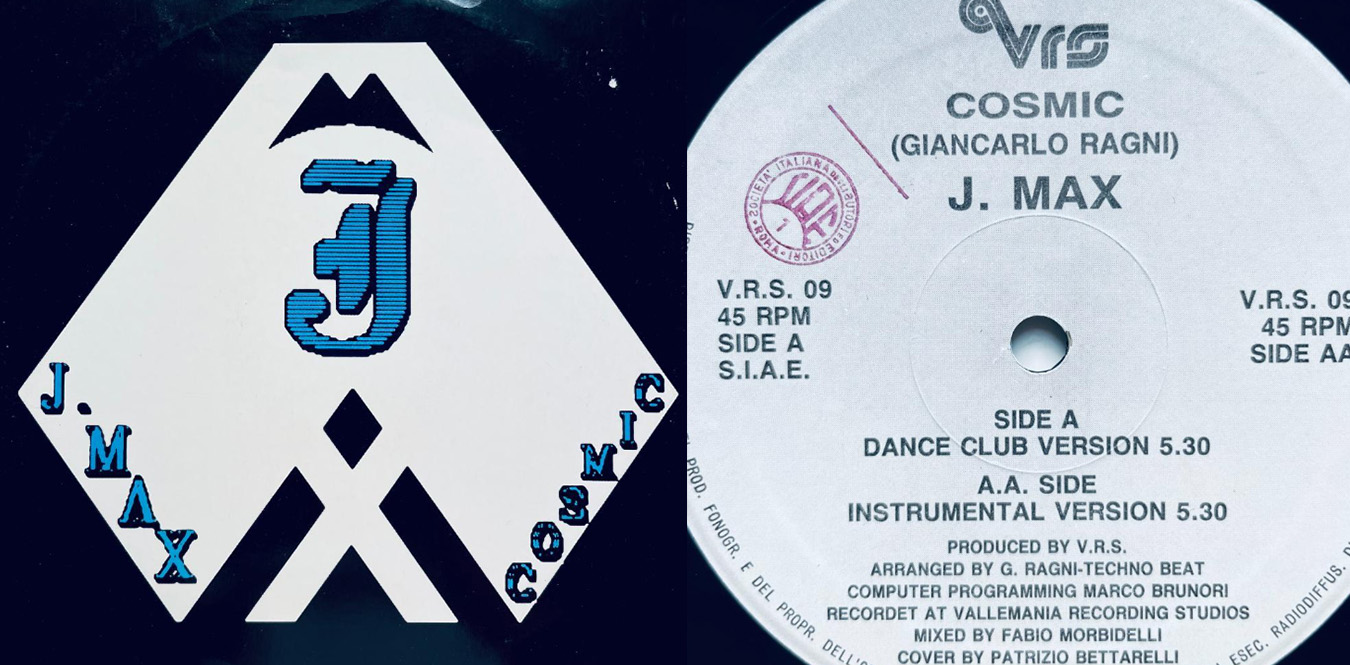 J
J. MAX
COSMIC
vrs
COSMIC
(GIANCARLO RAGNI)
J. MAX
SOCIETA' ITALIANA DEGLI AUTORI ED EDITORI
ROMA
SIAE
V.R.S. 09
45 RPM
SIDE A
S.I.A.E.
V.R.S. 09
45 RPM
SIDE AA
SIDE A
DANCE CLUB VERSION 5.30
A.A. SIDE
INSTRUMENTAL VERSION 5.30
PRODUCED BY V.R.S.
ARRANGED BY G. RAGNI-TECHNO BEAT
COMPUTER PROGRAMMING MARCO BRUNORI
RECORDET AT VALLEMANIA RECORDING STUDIOS
MIXED BY FABIO MORBIDELLI
COVER BY PATRIZIO BETTARELLI
PROD. FONOGR. E DEL PROPR. DELL'O
ESEC. RADIODIFFUS.